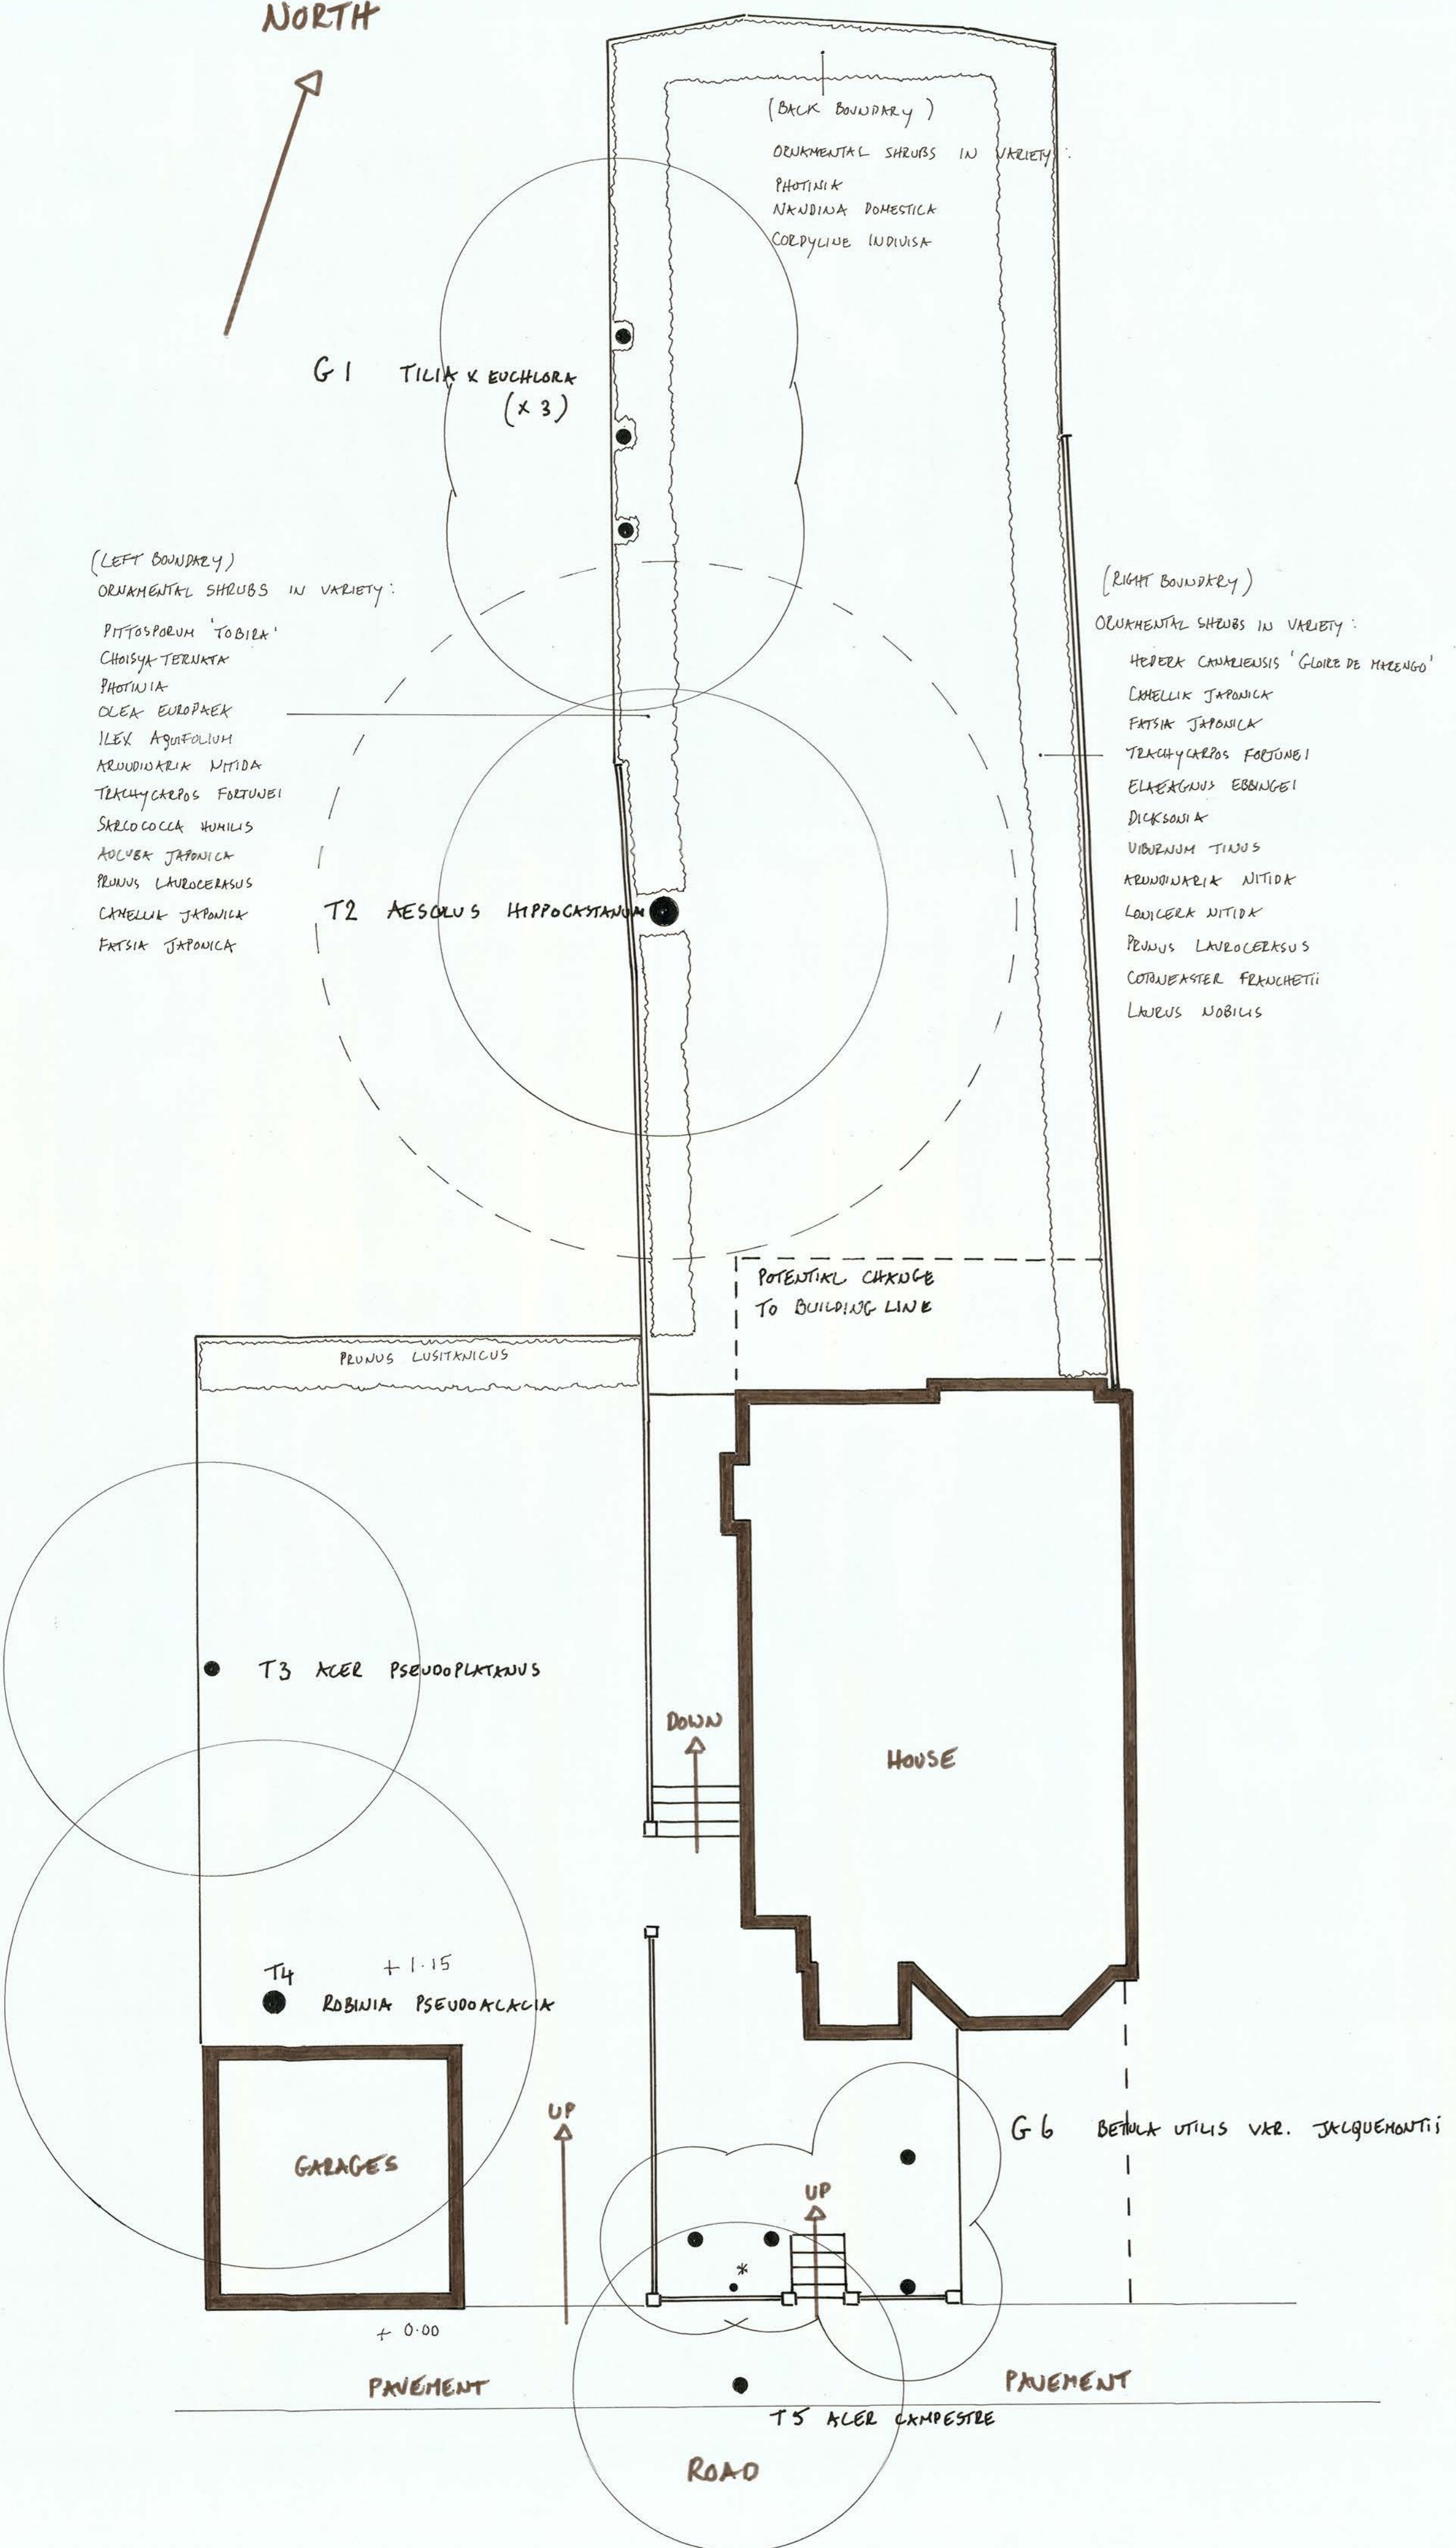 NORTH
(BACK BOUNDARY)
ORNAMENTAL SHRUBS IN VARIETY:
PHOTINIA
NANDINA DOMESTICA
CORDYLINE INDIVISA
G1 TILIA X EUCHLORA
(X 3)
(LEFT BOUNDARY)
ORNAMENTAL SHRUBS IN VARIETY:
PITTOSPORUM 'TOBIRA'
CHOISYA TERNATA
PHOTINIA
OLEA EUROPAEA
ILEX AQUIFOLIUM
ARUNDINARIA NITIDA
TRACHYCARPOS FORTUNEI
SARCOCOCCA HUMILIS
AUCUBA JAPONICA
PRUNUS LAUROCERASUS
CAMELLIA JAPONICA
FATSIA JAPONICA
(RIGHT BOUNDARY)
ORNAMENTAL SHRUBS IN VARIETY:
HEDERA CANARIENSIS 'GLOIRE DE MARENGO'
CAMELLIA JAPONICA
FATSIA JAPONICA
TRACHYCARPOS FORTUNEI
ELAEAGNUS EBBINGEI
DICKSONIA
VIBURNUM TINUS
ARUNDINARIA NITIDA
LONICERA NITIDA
PRUNUS LAUROCERASUS
COTONEASTER FRANCHETII
LAURUS NOBILIS
T2 AESCULUS HIPPOCASTANUM
POTENTIAL CHANGE
TO BUILDING LINE
PRUNUS LUSITANICUS
T3 ACER PSEUDOPLATANUS
DOWN
HOUSE
T4 +1.15
ROBINIA PSEUDOACACIA
UP
G6 BETULA UTILIS VAR. JACQUEMONTII
GARAGES
UP
*
+ 0.00
PAVEMENT
PAVEMENT
T5 ACER CAMPESTRE
ROAD